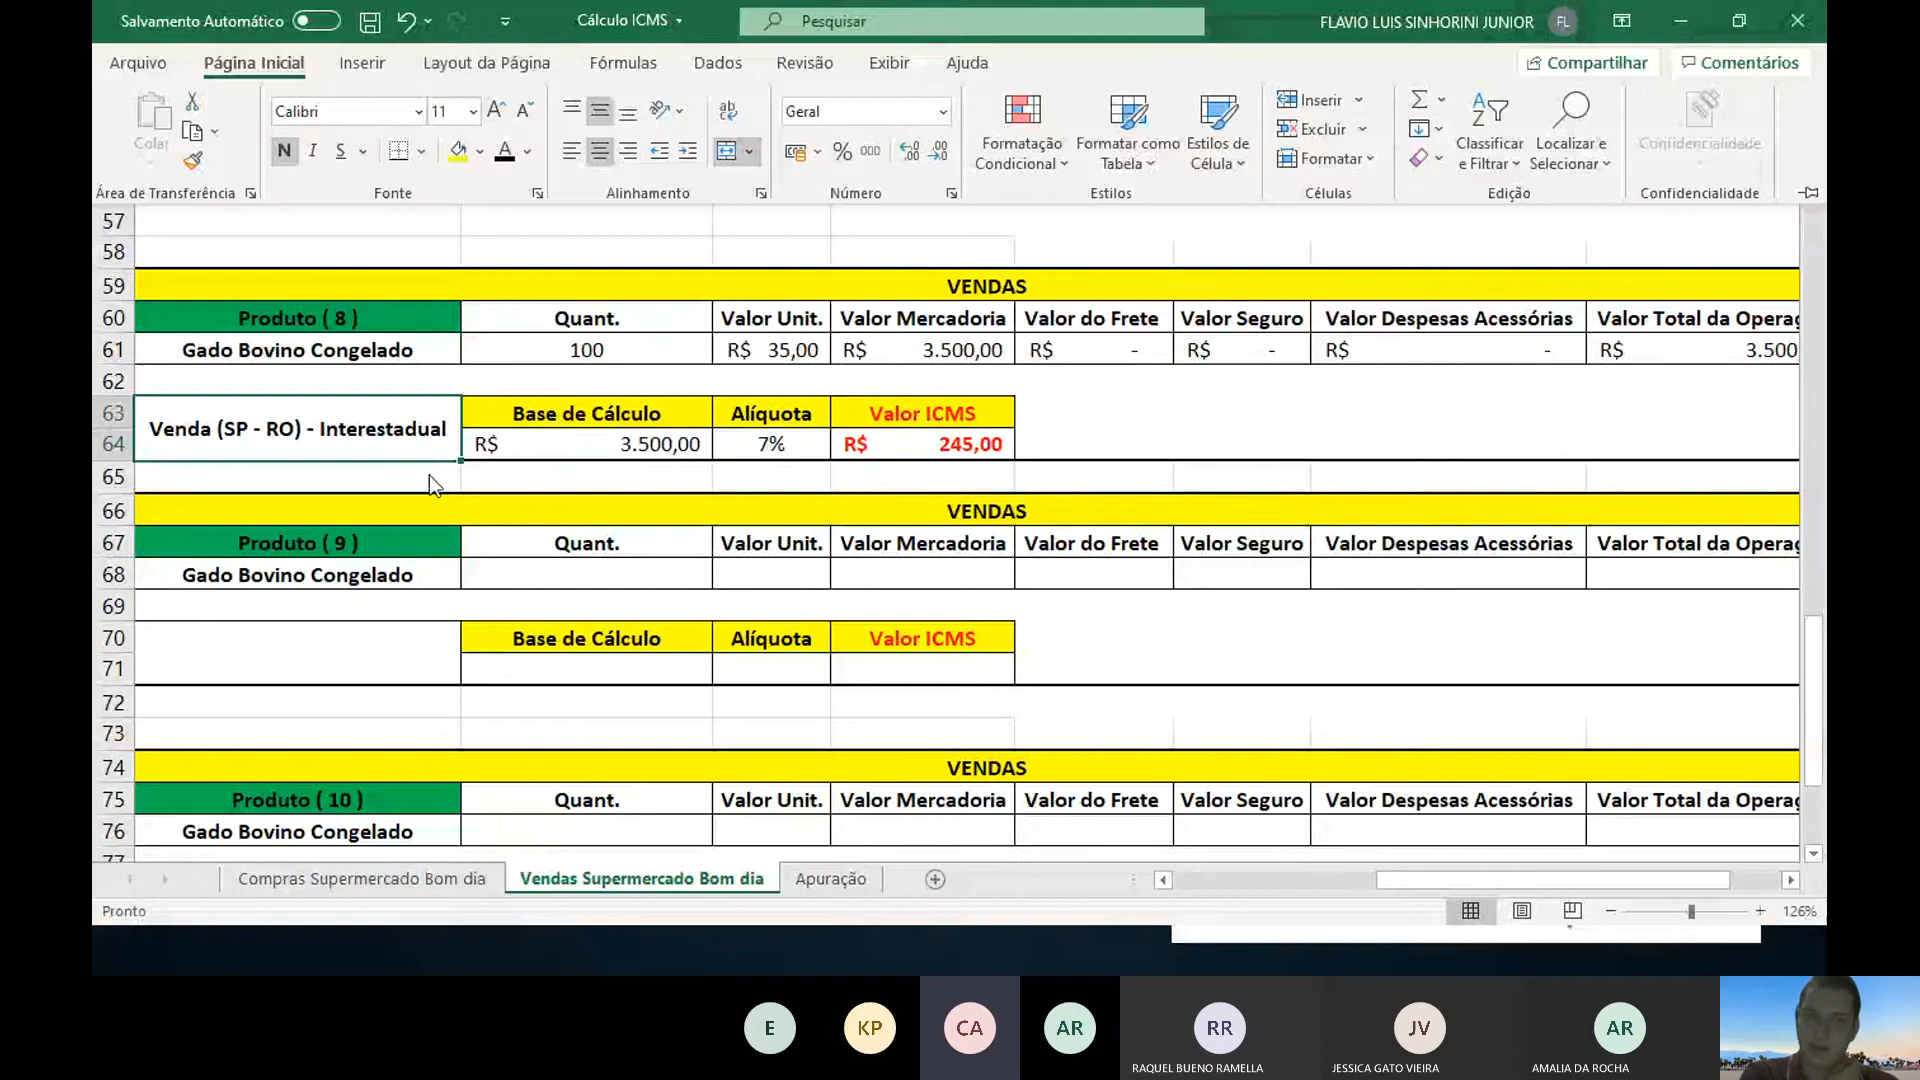 Salvamento Automático
Cálculo ICMS
Pesquisar
FLAVIO LUIS SINHORINI JUNIOR
FL
Arquivo
Página Inicial
Inserir
Layout da Página
Fórmulas
Dados
Revisão
Exibir
Ajuda
Compartilhar
Comentários
Colar
Calibri
11
N I S
ab
Geral
% 000
Formatação Condicional
Formatar como Tabela
Estilos de Célula
Inserir
Excluir
Formatar
Classificar e Filtrar
Localizar e Selecionar
Confidencialidade
Área de Transferência
Fonte
Alinhamento
Número
Estilos
Células
Edição
Confidencialidade
57
58
59 VENDAS
60 Produto ( 8 ) Quant. Valor Unit. Valor Mercadoria Valor do Frete Valor Seguro Valor Despesas Acessórias Valor Total da Operaç
61 Gado Bovino Congelado 100 R$ 35,00 R$ 3.500,00 R$ - R$ - R$ - R$ 3.500
62
63 Venda (SP - RO) - Interestadual Base de Cálculo Alíquota Valor ICMS
64 R$ 3.500,00 7% R$ 245,00
65
66 VENDAS
67 Produto ( 9 ) Quant. Valor Unit. Valor Mercadoria Valor do Frete Valor Seguro Valor Despesas Acessórias Valor Total da Operaç
68 Gado Bovino Congelado
69
70 Base de Cálculo Alíquota Valor ICMS
71
72
73
74 VENDAS
75 Produto ( 10 ) Quant. Valor Unit. Valor Mercadoria Valor do Frete Valor Seguro Valor Despesas Acessórias Valor Total da Operaç
76 Gado Bovino Congelado
77
Compras Supermercado Bom dia
Vendas Supermercado Bom dia
Apuração
Pronto
126%
E
KP
CA
AR
RR
JV
AR
RAQUEL BUENO RAMELLA
JESSICA GATO VIEIRA
AMALIA DA ROCHA